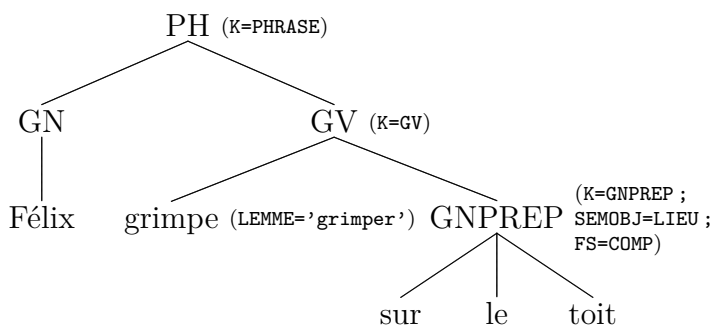 PH (K=PHRASE)
GN GV (K=GV)
Félix grimpe (LEMME='grimper') GNPREP (K=GNPREP ; SEMOBJ=LIEU ; FS=COMP)
sur le toit